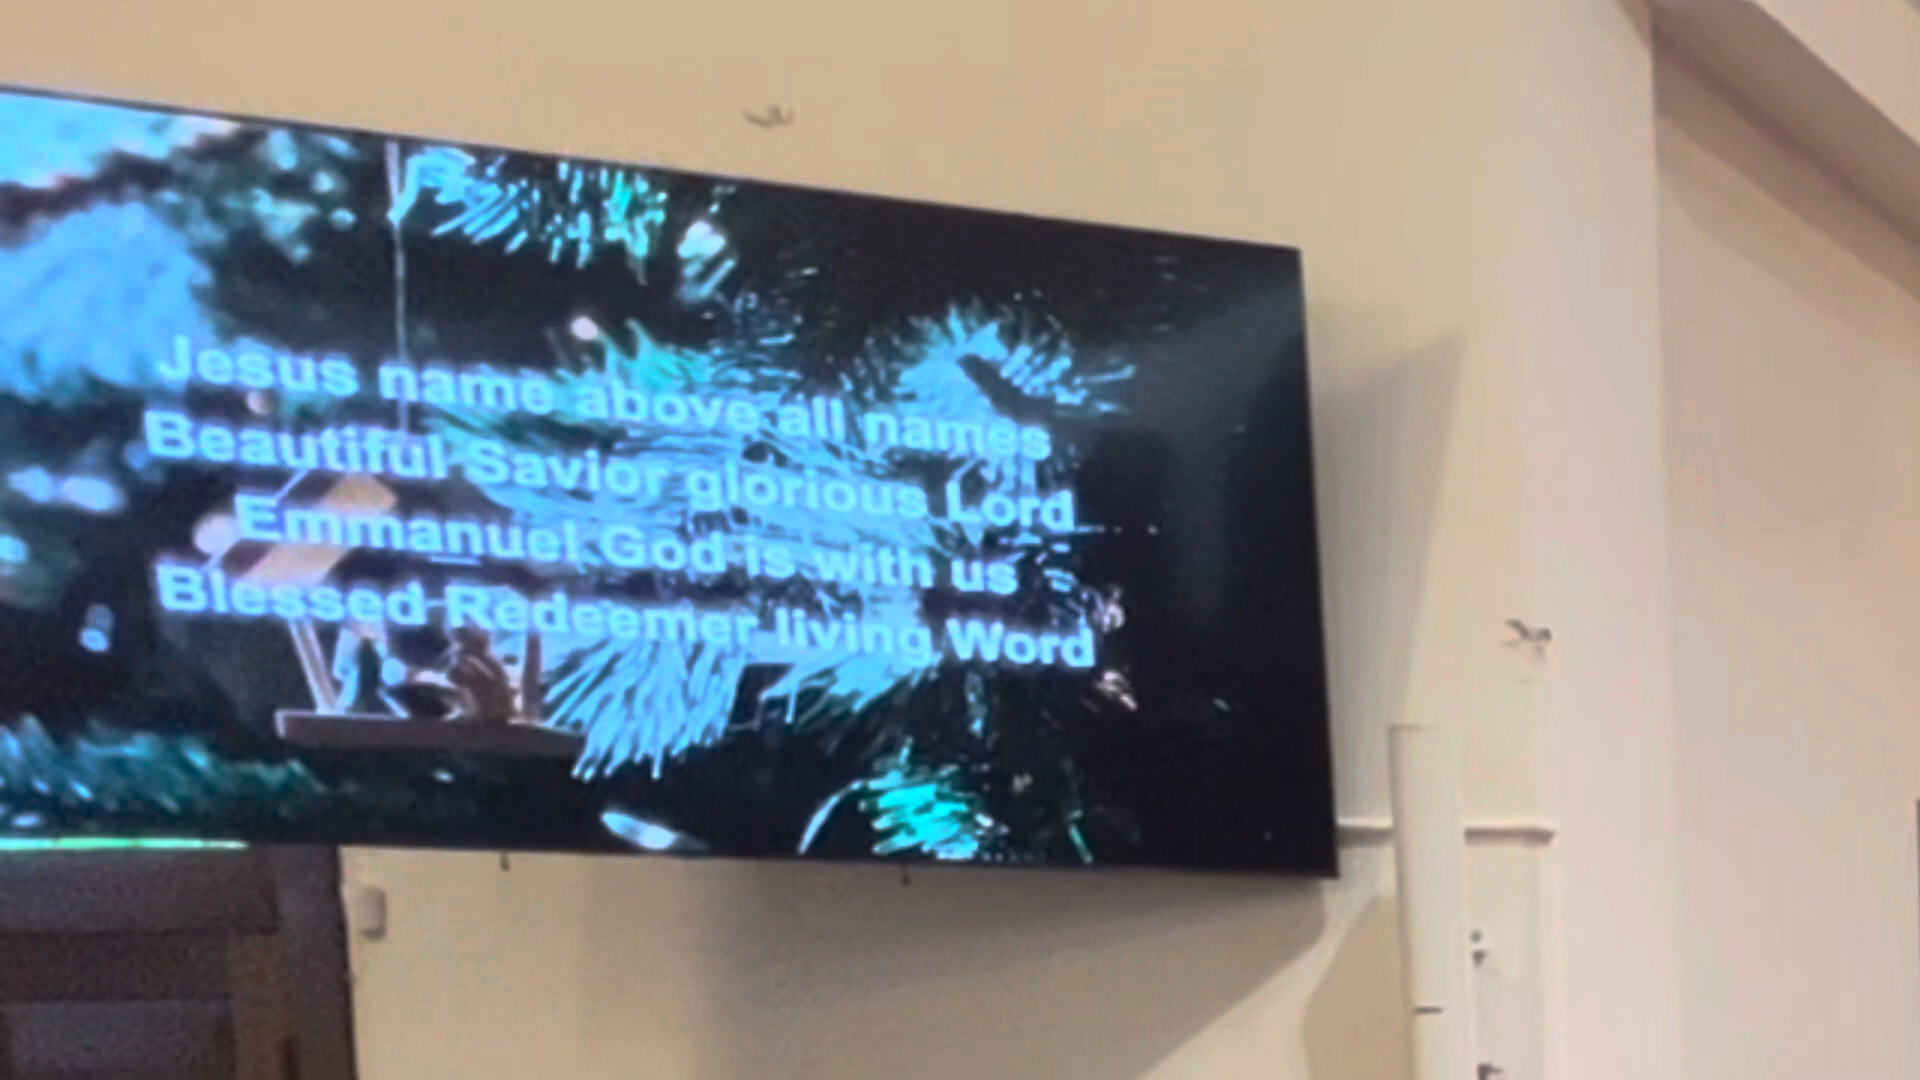 Jesus name above all names
Beautiful Savior glorious Lord
Emmanuel God is with us
Blessed Redeemer living Word